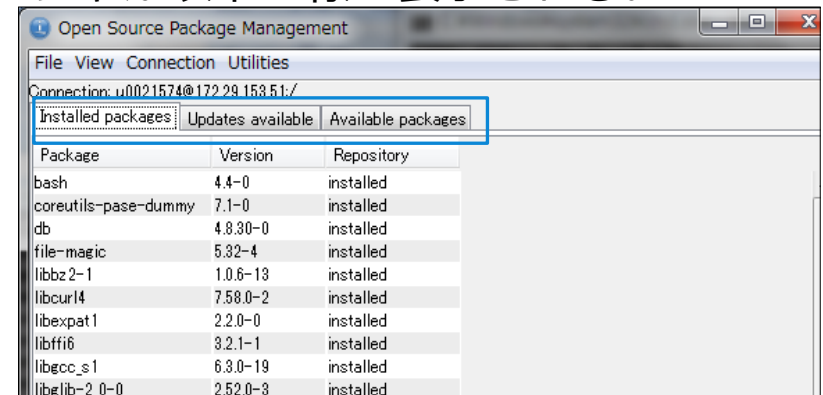 Open Source Package Management
File View Connection Utilities
Connection: u0021574@172.29.153.51:/
Installed packages Updates available Available packages
Package Version Repository
bash 4.4-0 installed
coreutils-pase-dummy 7.1-0 installed
db 4.8.30-0 installed
file-magic 5.32-4 installed
libbz2-1 1.0.6-13 installed
libcurl4 7.58.0-2 installed
libexpat1 2.2.0-0 installed
libffi6 3.2.1-1 installed
libgcc_s1 6.3.0-19 installed
libglib-2_0-0 2.52.0-3 installed